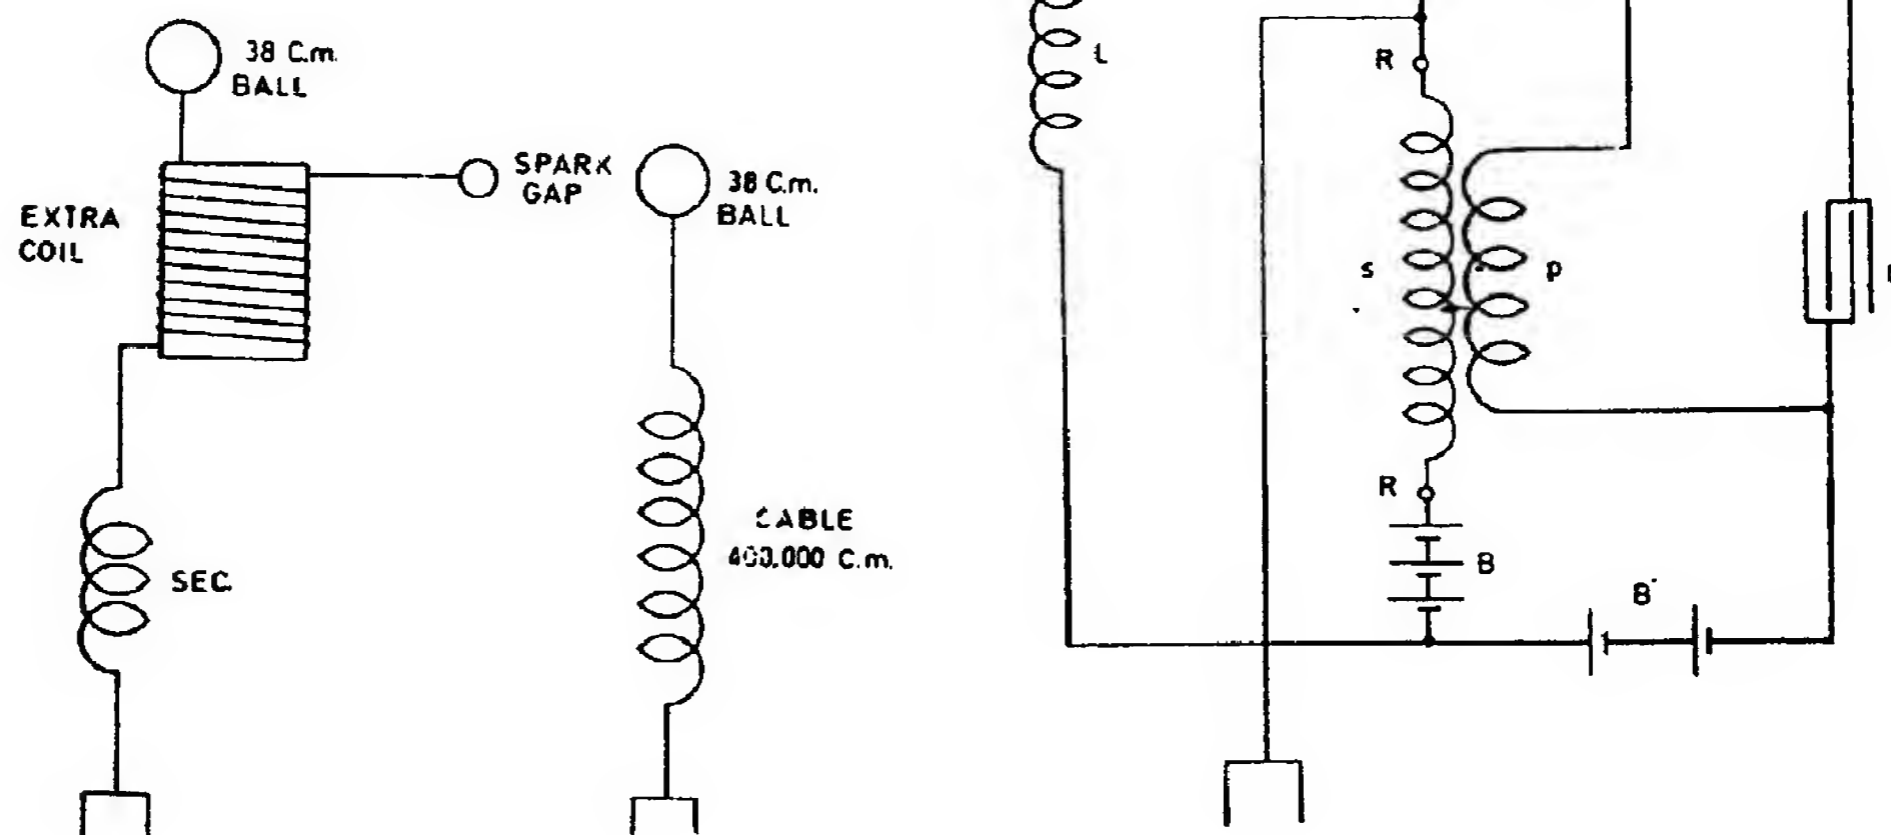 38 C.m.
BALL
EXTRA
COIL
SPARK
GAP
38 C.m.
BALL
SEC.
CABLE
400.000 C.m.
L
R
s
p
R
B
B'